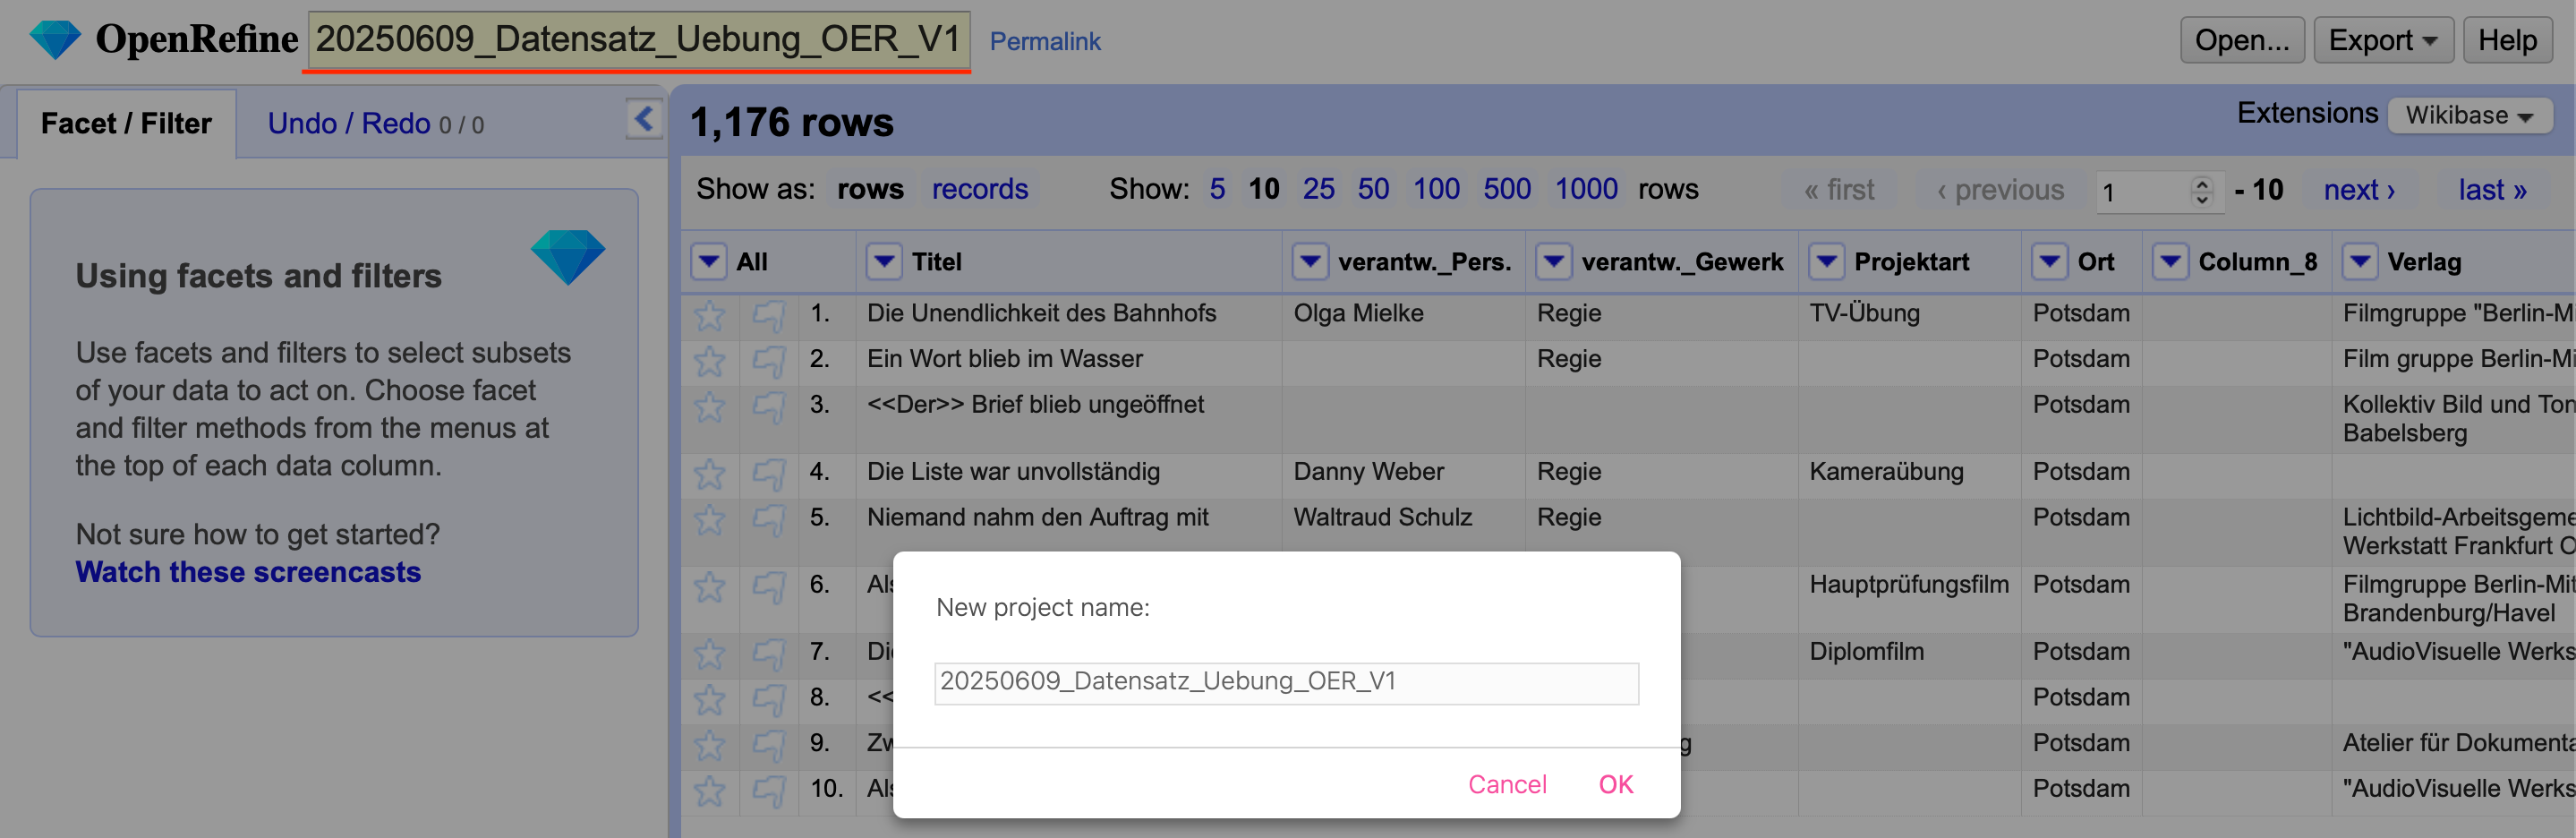 OpenRefine 20250609_Datensatz_Uebung_OER_V1 Permalink Open... Export Help
Facet / Filter Undo / Redo 0 / 0
1,176 rows Extensions Wikibase
Show as: rows records Show: 5 10 25 50 100 500 1000 rows « first ‹ previous 1 - 10 next › last »
Using facets and filters
Use facets and filters to select subsets
of your data to act on. Choose facet
and filter methods from the menus at
the top of each data column.
Not sure how to get started?
Watch these screencasts
All Titel verantw._Pers. verantw._Gewerk Projektart Ort Column_8 Verlag
1. Die Unendlichkeit des Bahnhofs Olga Mielke Regie TV-Übung Potsdam Filmgruppe "Berlin-M
2. Ein Wort blieb im Wasser Regie Potsdam Film gruppe Berlin-Mi
3. <<Der>> Brief blieb ungeöffnet Potsdam Kollektiv Bild und Ton
Babelsberg
4. Die Liste war unvollständig Danny Weber Regie Kameraübung Potsdam
5. Niemand nahm den Auftrag mit Waltraud Schulz Regie Potsdam Lichtbild-Arbeitsgeme
Werkstatt Frankfurt O
6. Als Hauptprüfungsfilm Potsdam Filmgruppe Berlin-Mit
Brandenburg/Havel
7. Die Diplomfilm Potsdam "AudioVisuelle Werks
8. << Potsdam
9. Zw g Potsdam Atelier für Dokumenta
10. Als Potsdam "AudioVisuelle Werks
New project name:
20250609_Datensatz_Uebung_OER_V1
Cancel OK